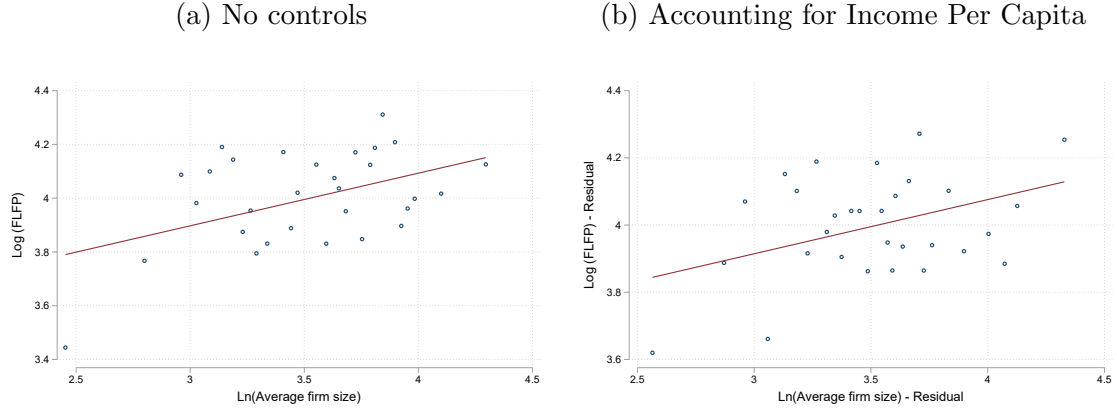 (a) No controls
(b) Accounting for Income Per Capita
4.4
4.2
4
3.8
3.6
3.4
Log (FLFP)
2.5 3 3.5 4 4.5
Ln(Average firm size)
4.4
4.2
4
3.8
3.6
Log (FLFP) - Residual
2.5 3 3.5 4 4.5
Ln(Average firm size) - Residual